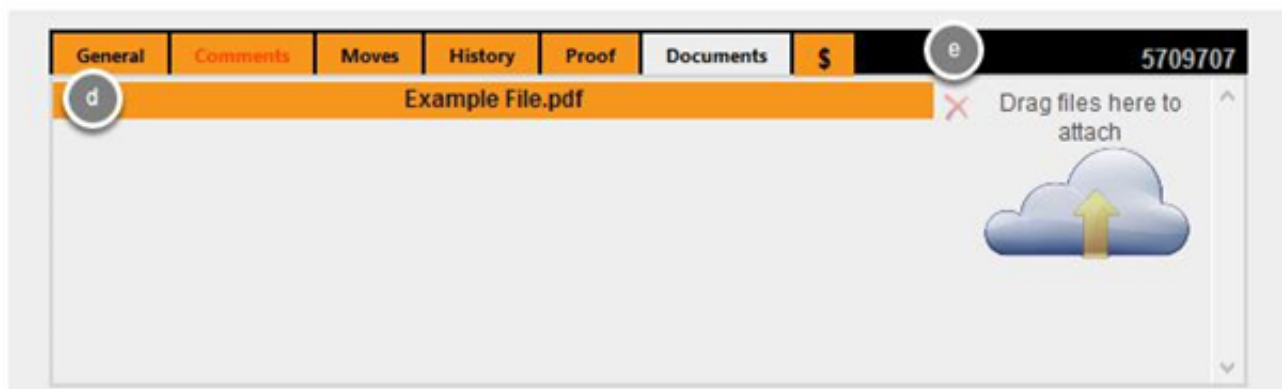 General Comments Moves History Proof Documents $ e 5709707
d Example File.pdf
Drag files here to
attach